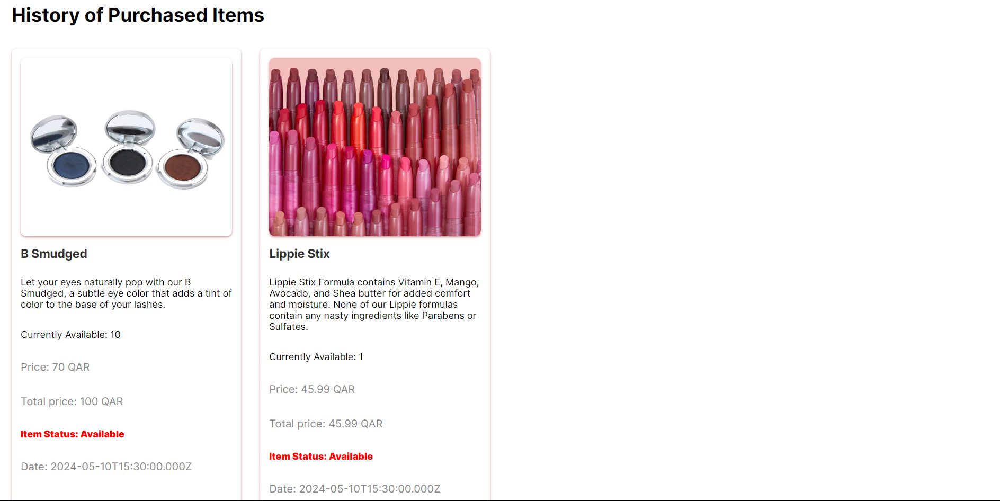 History of Purchased Items
B Smudged
Let your eyes naturally pop with our B
Smudged, a subtle eye color that adds a tint of
color to the base of your lashes.
Currently Available: 10
Price: 70 QAR
Total price: 100 QAR
Item Status: Available
Date: 2024-05-10T15:30:00.000Z
Lippie Stix
Lippie Stix Formula contains Vitamin E, Mango,
Avocado, and Shea butter for added comfort
and moisture. None of our Lippie formulas
contain any nasty ingredients like Parabens or
Sulfates.
Currently Available: 1
Price: 45.99 QAR
Total price: 45.99 QAR
Item Status: Available
Date: 2024-05-10T15:30:00.000Z